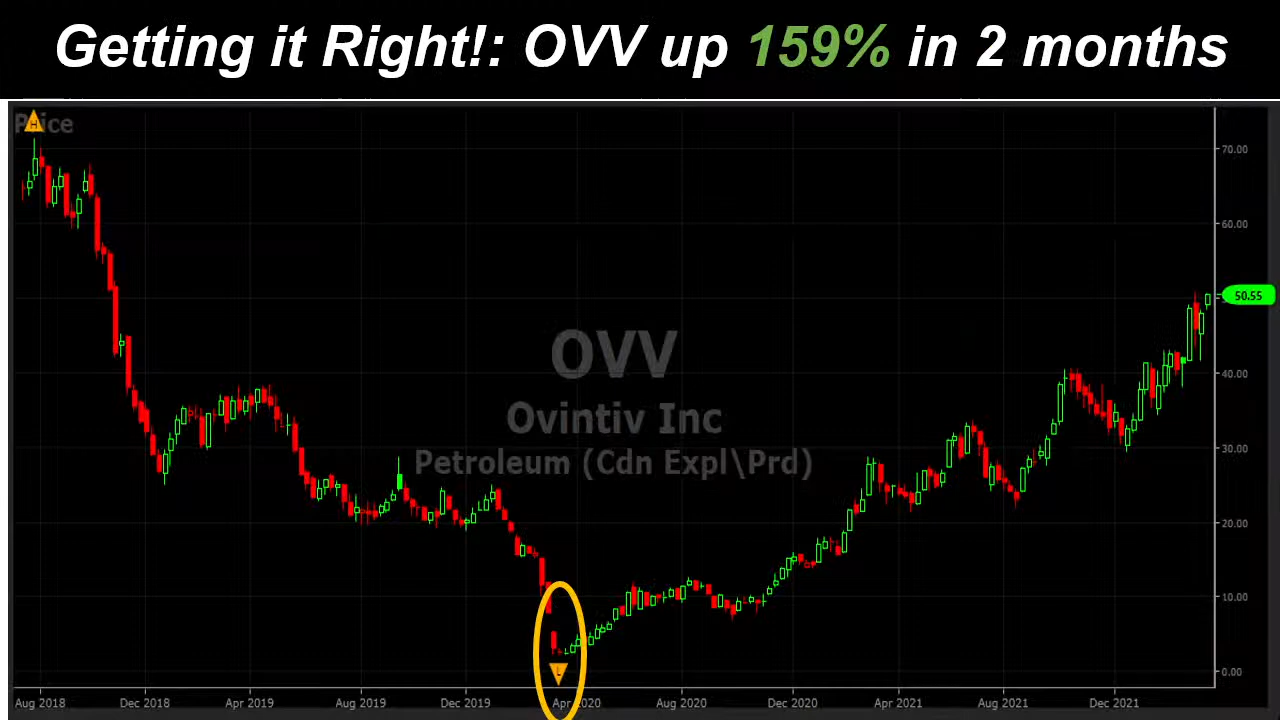 Getting it Right!: OVV up 159% in 2 months
Price
H
70.00
60.00
50.55
40.00
30.00
20.00
10.00
0.00
OVV
Ovintiv Inc
Petroleum (Cdn Expl\Prd)
L
Aug 2018 Dec 2018 Apr 2019 Aug 2019 Dec 2019 Apr 2020 Aug 2020 Dec 2020 Apr 2021 Aug 2021 Dec 2021